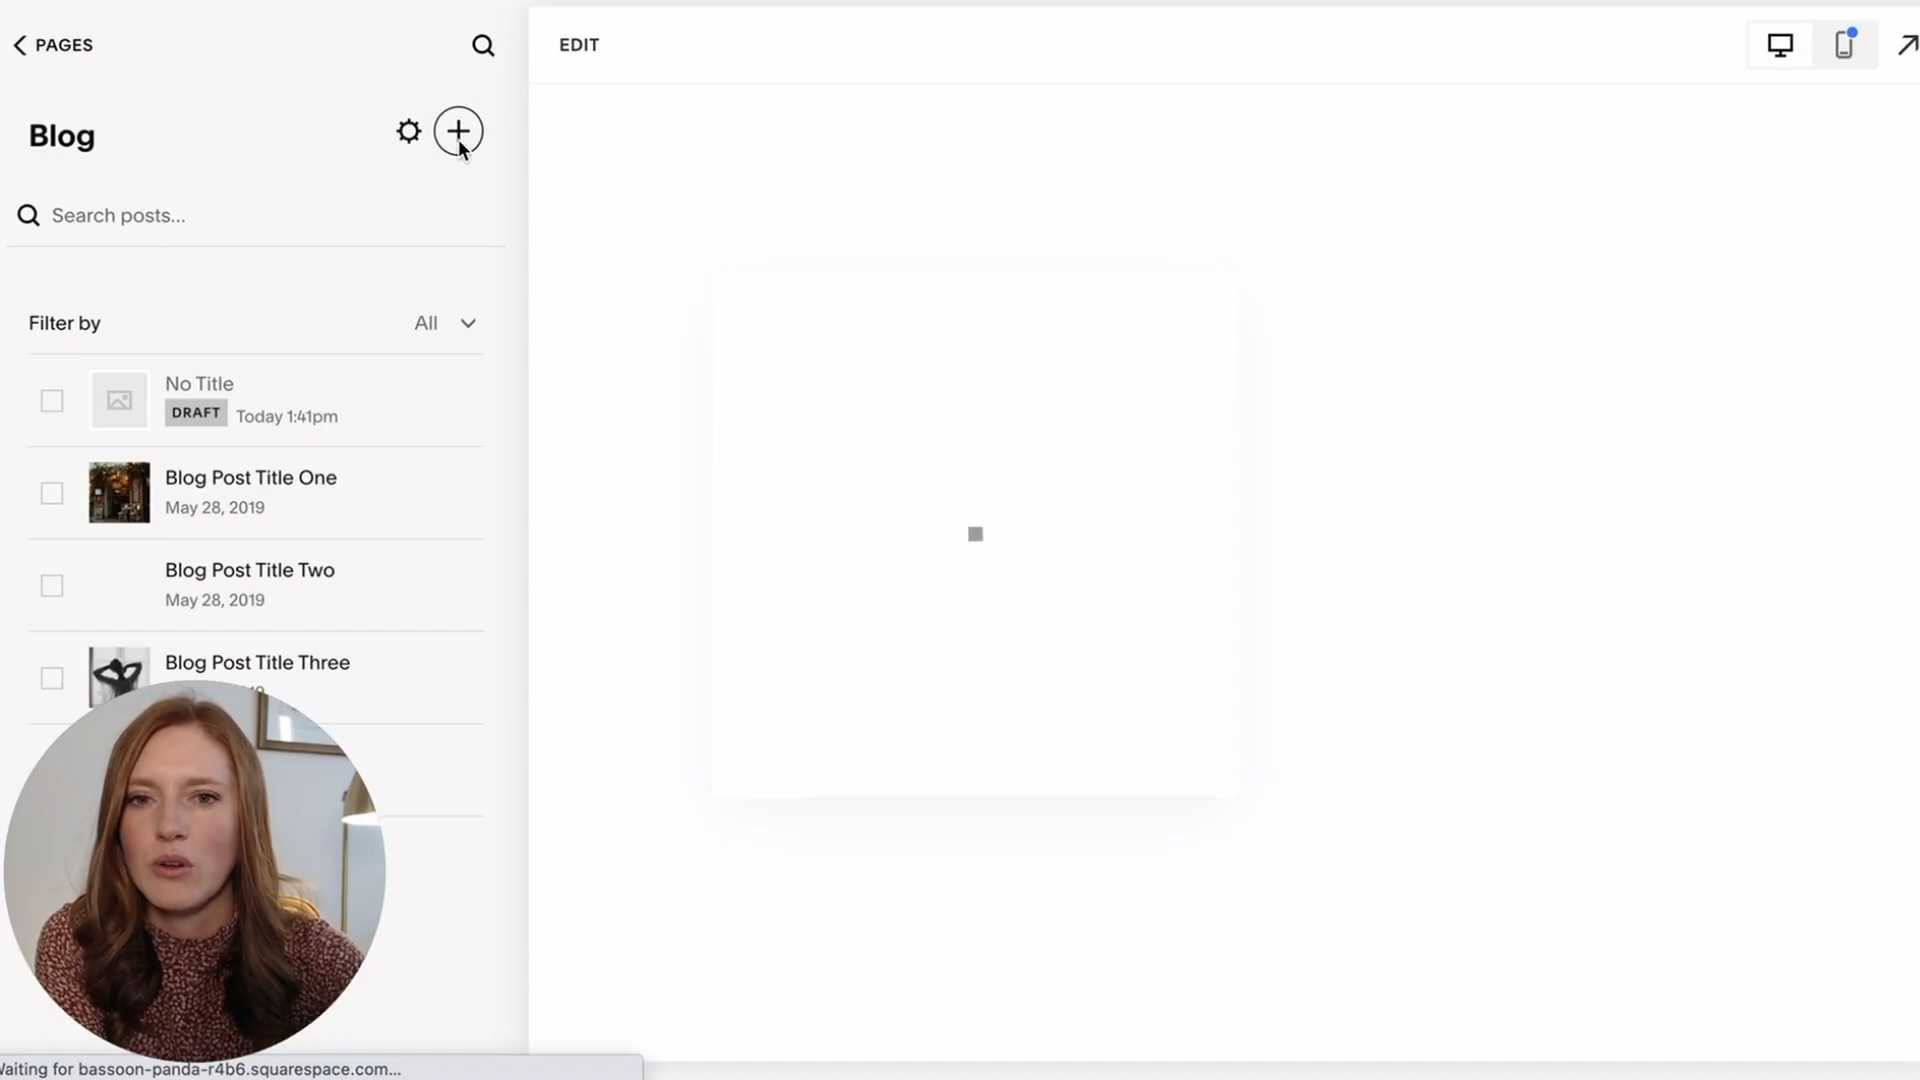 PAGES
EDIT
Blog
Search posts...
Filter by
All
No Title
DRAFT Today 1:41pm
Blog Post Title One
May 28, 2019
Blog Post Title Two
May 28, 2019
Blog Post Title Three
for bassoon-panda-r4b6.squarespace.com...